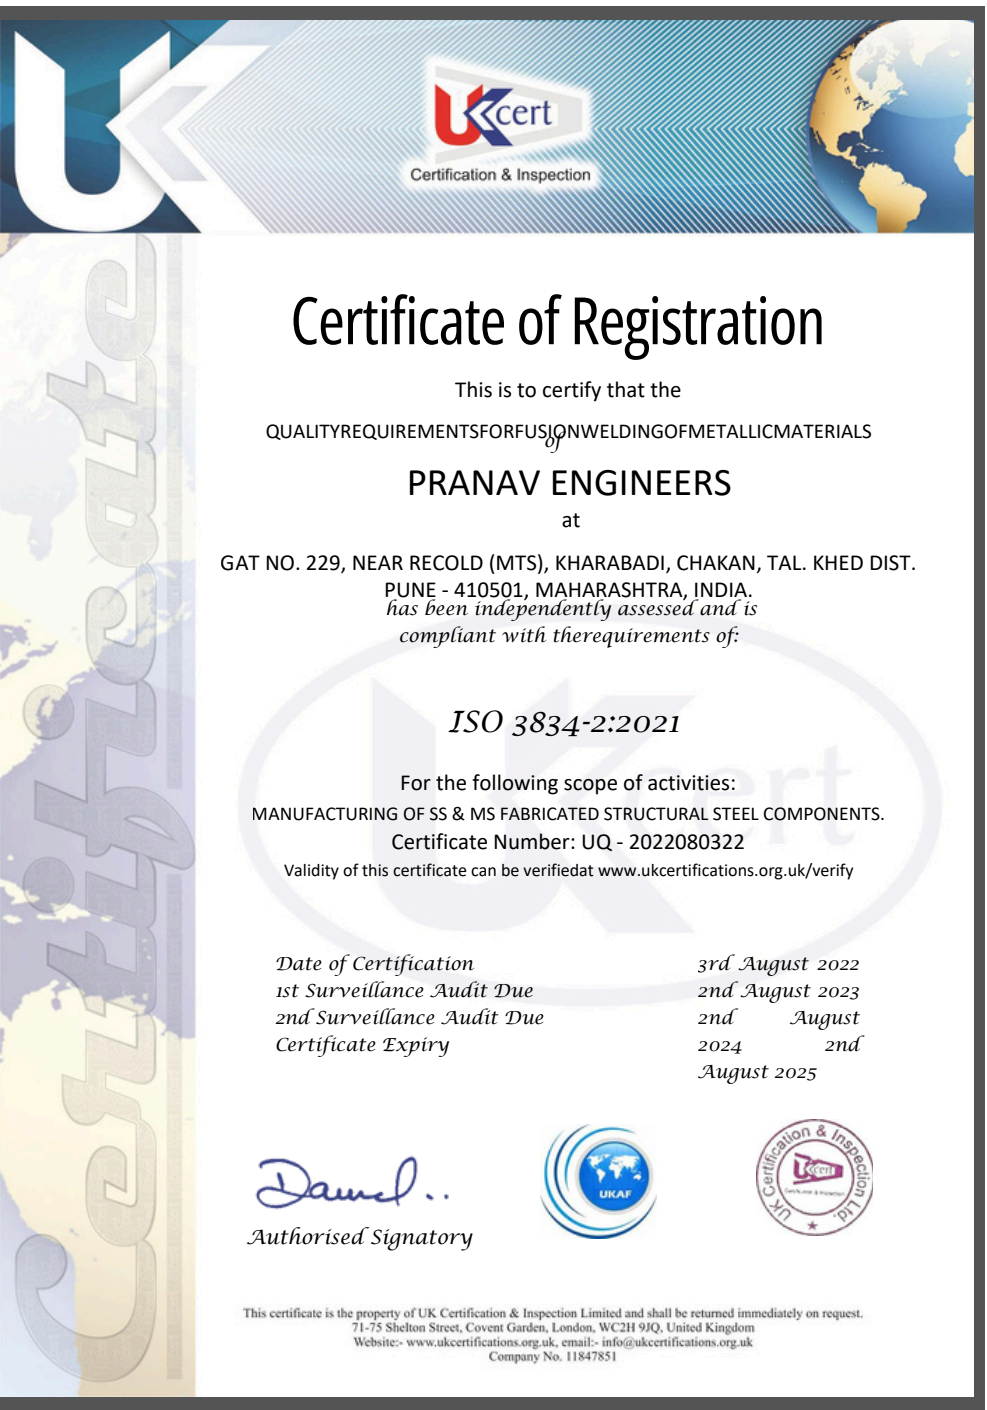 UK
UKcert
Certification & Inspection
Certificate
Certificate of Registration
This is to certify that the
QUALITYREQUIREMENTSFORFUSIONWELDINGOFMETALLICMATERIALS
of
PRANAV ENGINEERS
at
GAT NO. 229, NEAR RECOLD (MTS), KHARABADI, CHAKAN, TAL. KHED DIST.
PUNE - 410501, MAHARASHTRA, INDIA.
has been independently assessed and is
compliant with therequirements of:
ISO 3834-2:2021
For the following scope of activities:
MANUFACTURING OF SS & MS FABRICATED STRUCTURAL STEEL COMPONENTS.
Certificate Number: UQ - 2022080322
Validity of this certificate can be verifiedat www.ukcertifications.org.uk/verify
UKcert
Date of Certification 3rd August 2022
1st Surveillance Audit Due 2nd August 2023
2nd Surveillance Audit Due 2nd August
Certificate Expiry 2024 2nd
August 2025
Authorised Signatory
UKAF
UK Certification & Inspection Ltd.
UKcert
Certification & Inspection
This certificate is the property of UK Certification & Inspection Limited and shall be returned immediately on request.
71-75 Shelton Street, Covent Garden, London, WC2H 9JQ, United Kingdom
Website:- www.ukcertifications.org.uk, email:- info@ukcertifications.org.uk
Company No. 11847851